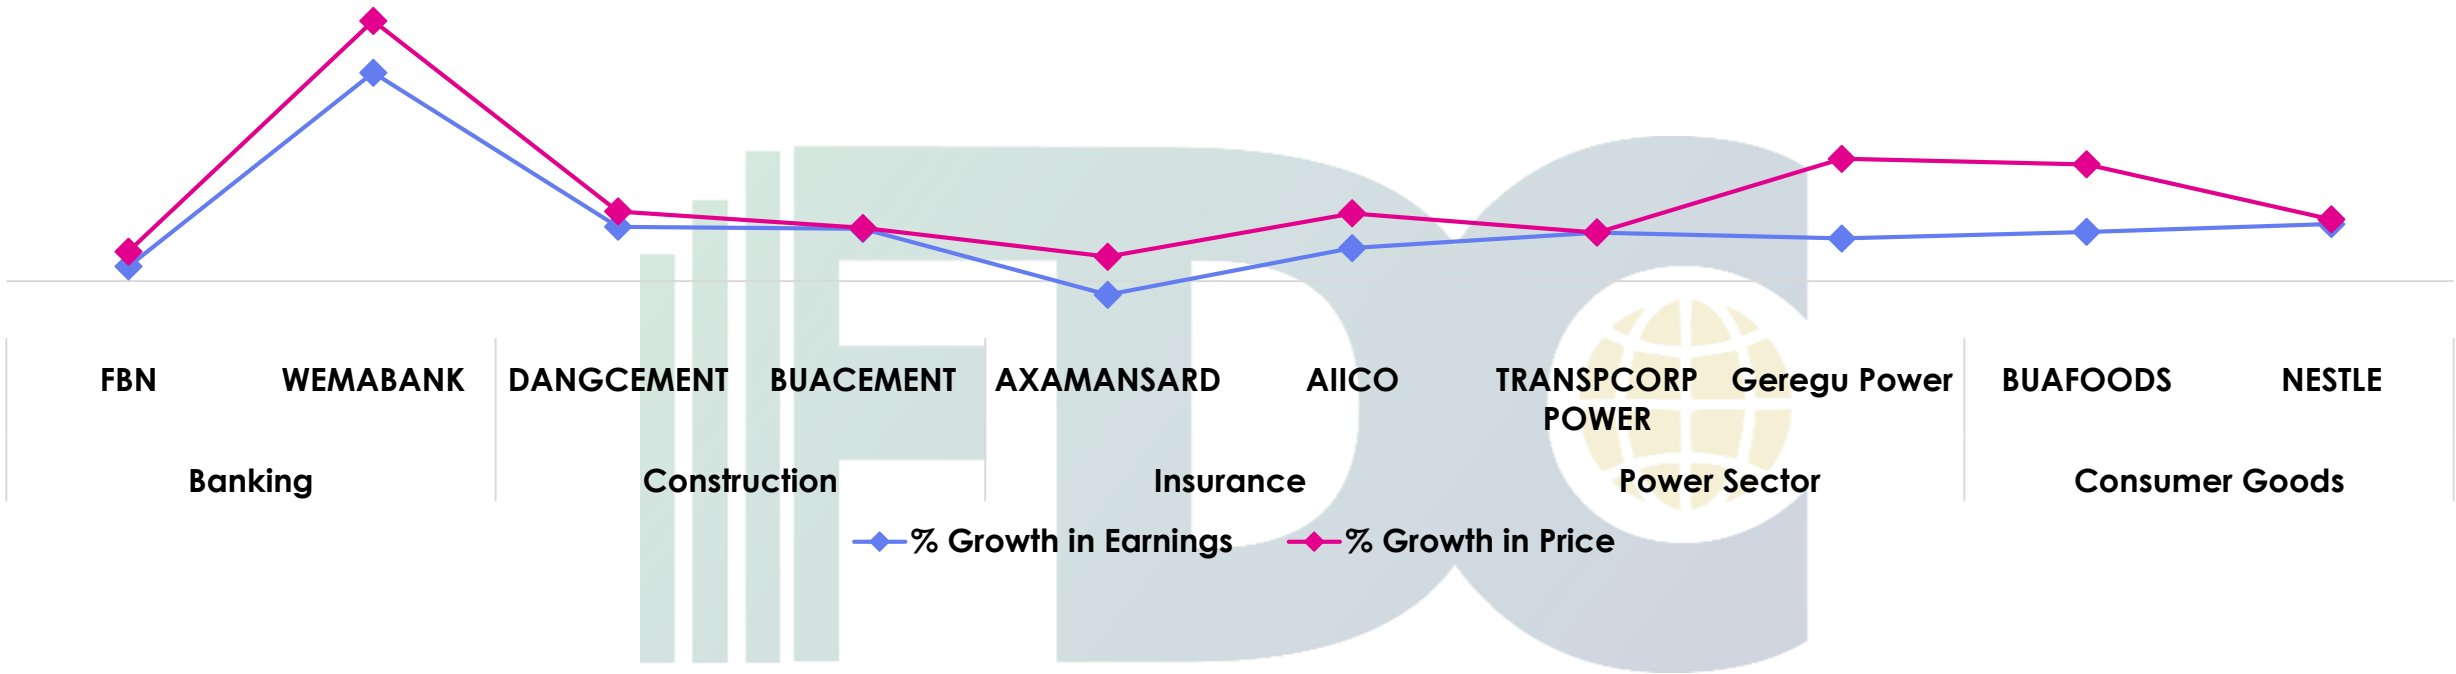 FBN WEMABANK DANGCEMENT BUACEMENT AXAMANSARD AIICO TRANSPCORP Geregu Power BUAFOODS NESTLE
POWER
Banking Construction Insurance Power Sector Consumer Goods
% Growth in Earnings % Growth in Price
FDC